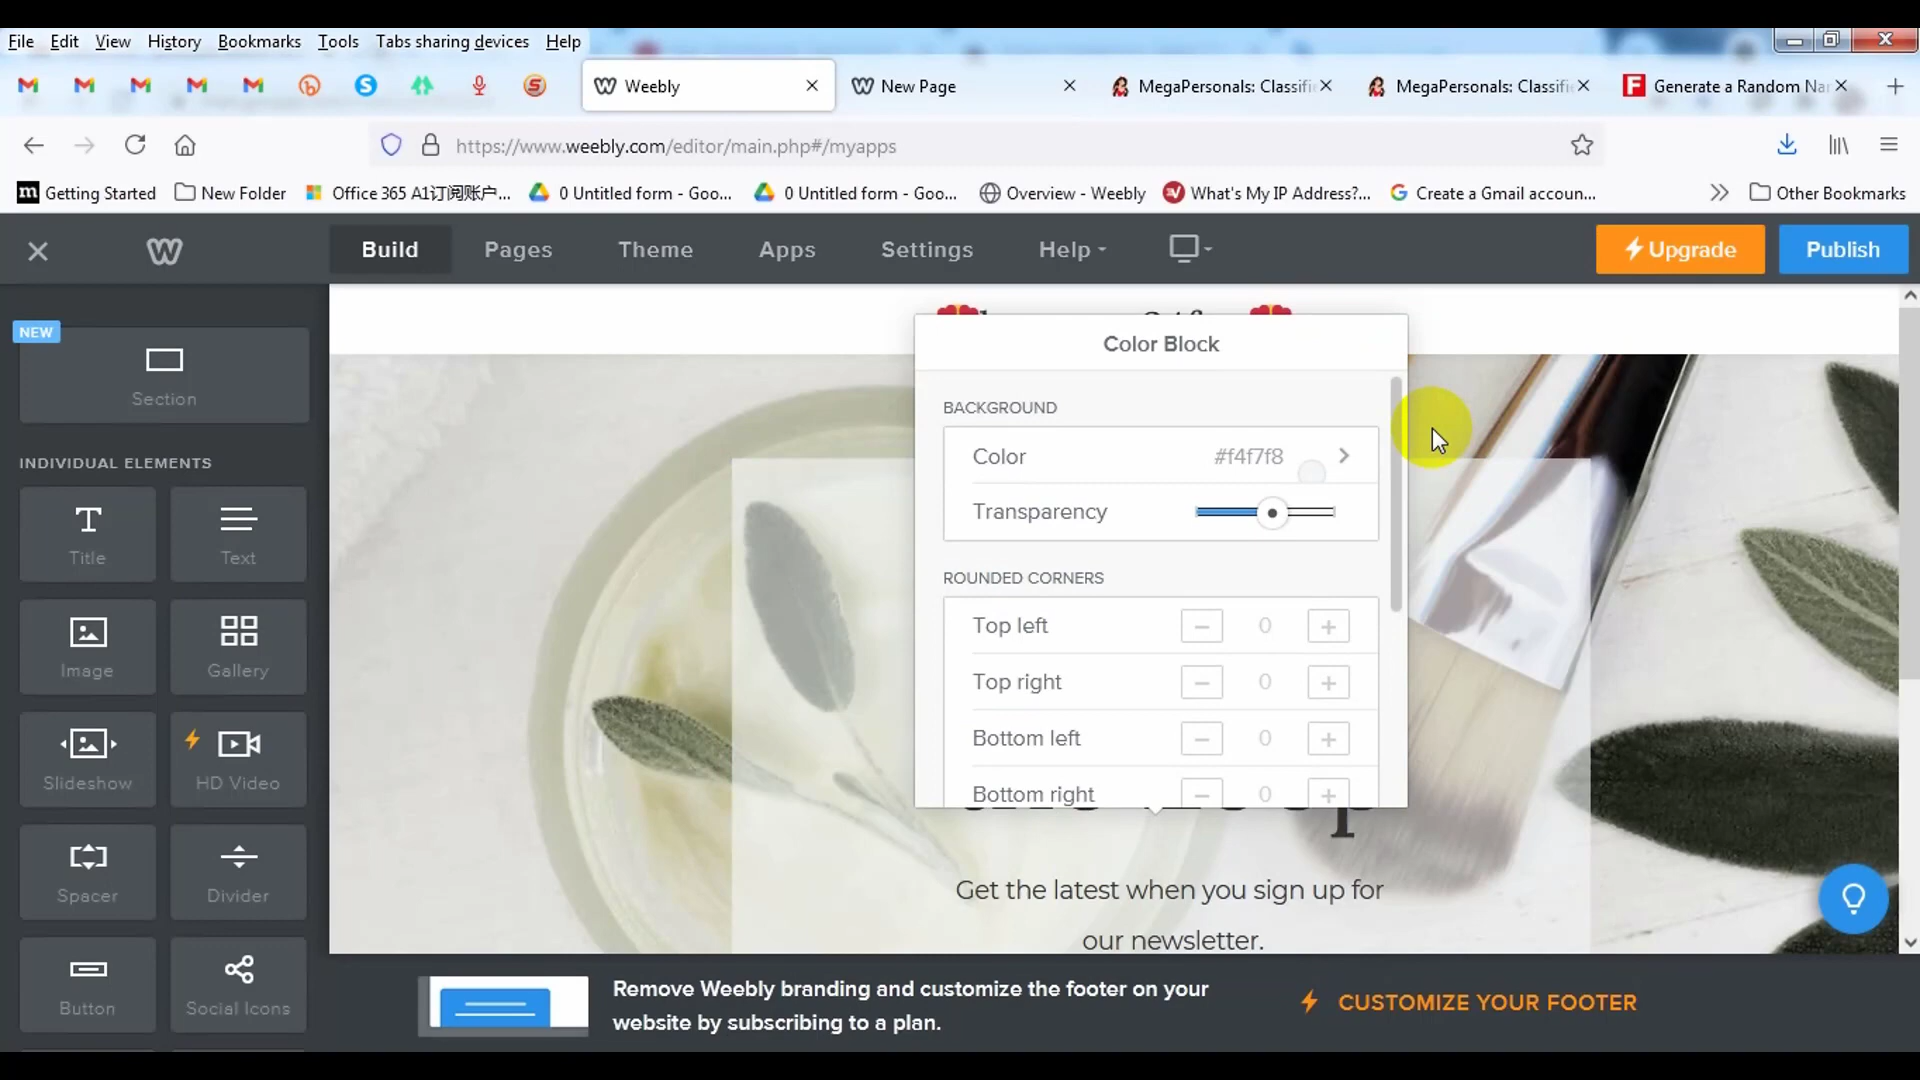 File Edit View History Bookmarks Tools Tabs sharing devices Help
Weebly New Page MegaPersonals: Classifi MegaPersonals: Classifi Generate a Random Nar
https://www.weebly.com/editor/main.php#/myapps
Getting Started New Folder Office 365 A1订阅账户... 0 Untitled form - Goo... 0 Untitled form - Goo... Overview - Weebly What's My IP Address?... Create a Gmail accoun... Other Bookmarks
Build Pages Theme Apps Settings Help Upgrade Publish
NEW
Section
INDIVIDUAL ELEMENTS
Title Text
Image Gallery
Slideshow HD Video
Spacer Divider
Button Social Icons
Color Block
BACKGROUND
Color #f4f7f8
Transparency
ROUNDED CORNERS
Top left 0
Top right 0
Bottom left 0
Bottom right 0
Get the latest when you sign up for
our newsletter.
Remove Weebly branding and customize the footer on your
website by subscribing to a plan.
CUSTOMIZE YOUR FOOTER